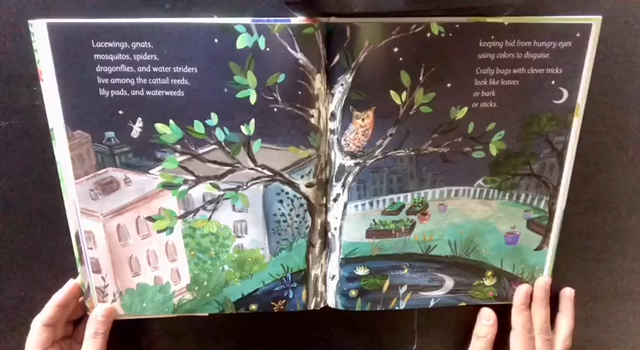 Lacewings, gnats,
mosquitos, spiders,
dragonflies, and water striders
live among the cattail reeds,
lily pads, and waterweeds
keeping hid from hungry eyes
using colors to disguise.
Crafty bugs with clever tricks
look like leaves
or bark
or sticks.